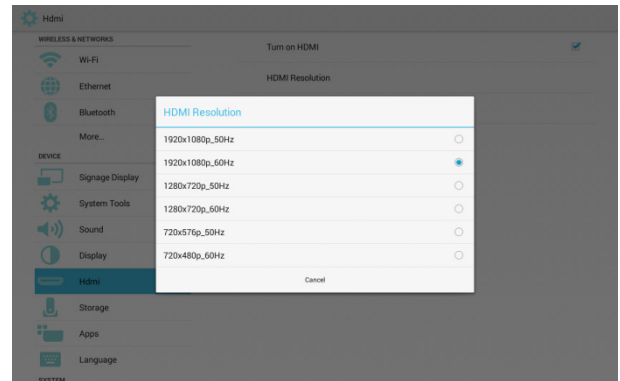 Hdmi
WIRELESS & NETWORKS
Wi-Fi
Ethernet
Bluetooth
More...
DEVICE
Signage Display
System Tools
Sound
Display
Hdmi
Storage
Apps
Language
SYSTEM
Turn on HDMI
HDMI Resolution
HDMI Resolution
1920x1080p_50Hz
1920x1080p_60Hz
1280x720p_50Hz
1280x720p_60Hz
720x576p_50Hz
720x480p_60Hz
Cancel